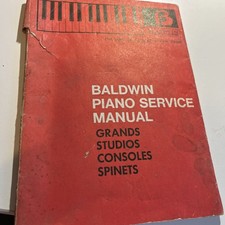 BALDWIN
PIANO SERVICE
MANUAL
GRANDS
STUDIOS
CONSOLES
SPINETS